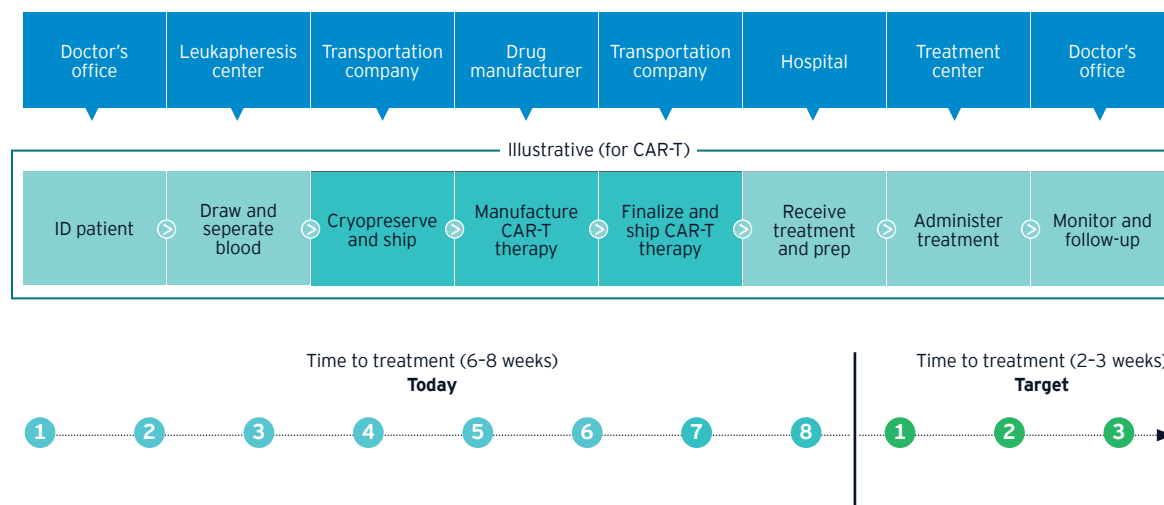 Doctor's
office
Leukapheresis
center
Transportation
company
Drug
manufacturer
Transportation
company
Hospital
Treatment
center
Doctor's
office
Illustrative (for CAR-T)
ID patient
Draw and
seperate
blood
Cryopreserve
and ship
Manufacture
CAR-T
therapy
Finalize and
ship CAR-T
therapy
Receive
treatment
and prep
Administer
treatment
Monitor and
follow-up
Time to treatment (6–8 weeks)
Today
Time to treatment (2–3 weeks)
Target
1 2 3 4 5 6 7 8 1 2 3